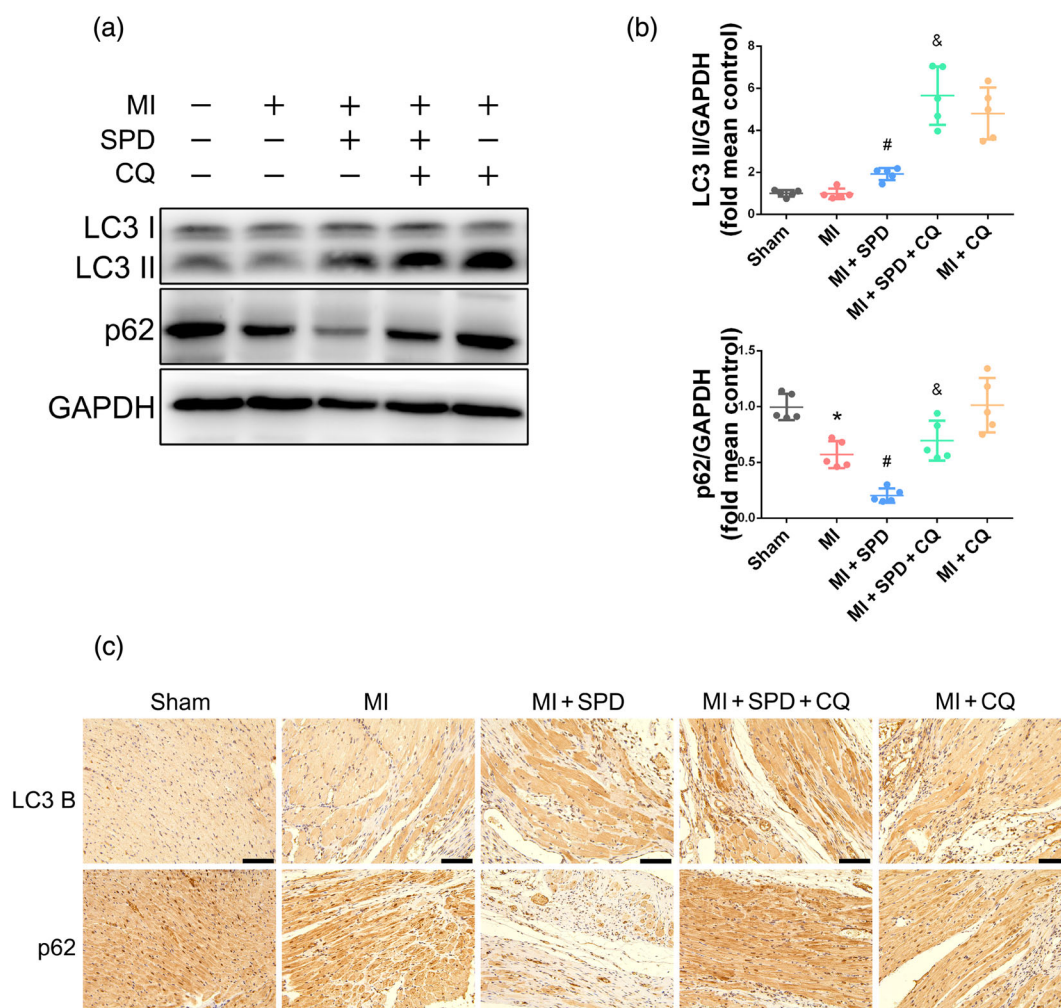 (a)
MI − + + + +
SPD − − + + −
CQ − − − + +
LC3 I
LC3 II
p62
GAPDH
(b)
LC3 II/GAPDH
(fold mean control)
8
6
4
2
0
&
#
Sham
MI
MI + SPD
MI + SPD + CQ
MI + CQ
p62/GAPDH
(fold mean control)
1.5
1.0
0.5
0.0
*
#
&
Sham
MI
MI + SPD
MI + SPD + CQ
MI + CQ
(c)
Sham MI MI + SPD MI + SPD + CQ MI + CQ
LC3 B
p62